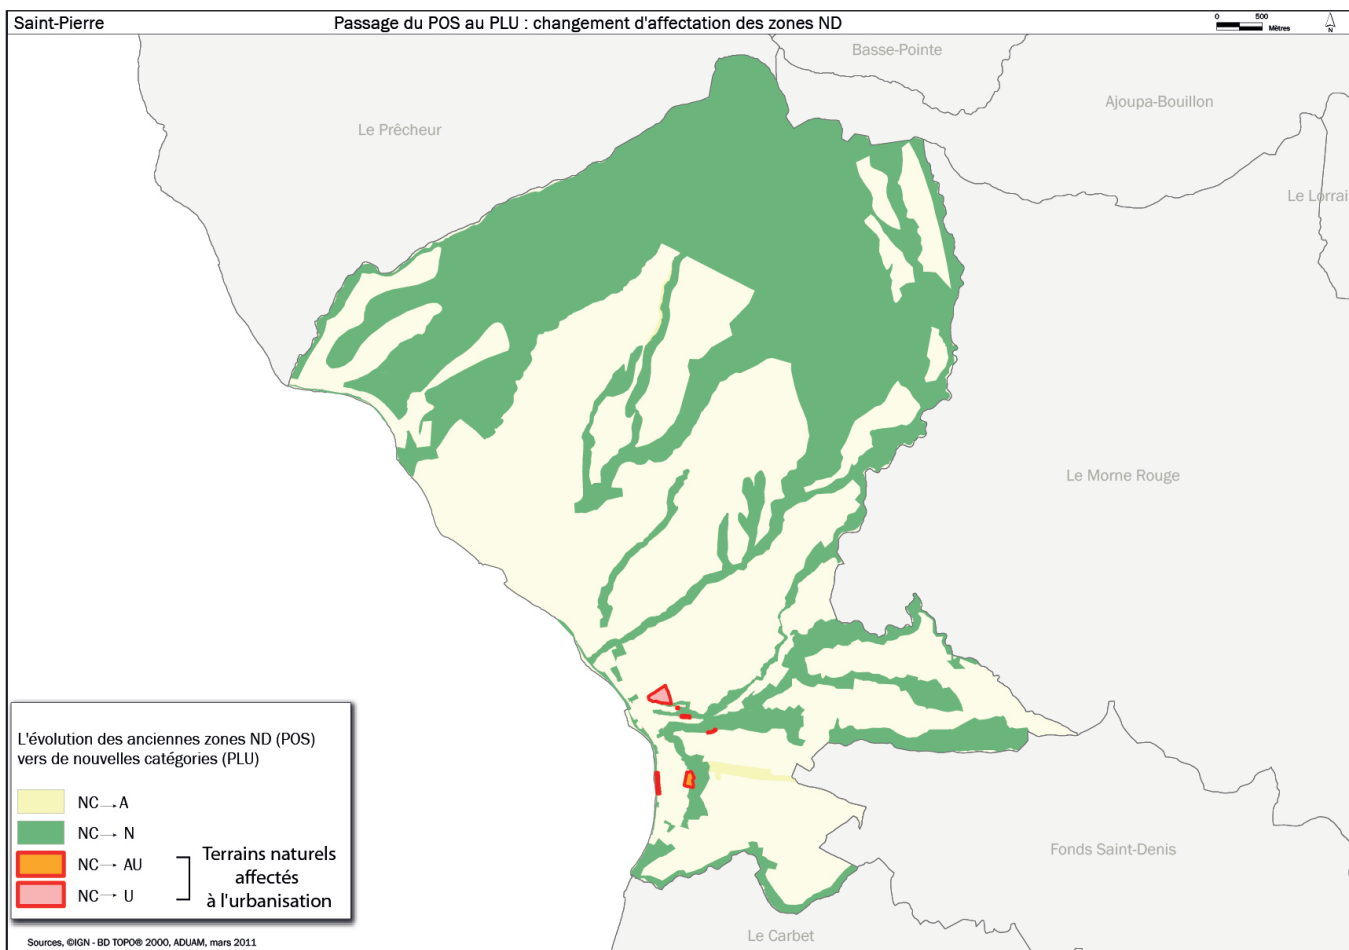 Saint-Pierre
Passage du POS au PLU : changement d'affectation des zones ND
0 500
Mètres
N
Basse-Pointe
Ajoupa-Bouillon
Le Prêcheur
Le Lorrai
Le Morne Rouge
L'évolution des anciennes zones ND (POS)
vers de nouvelles catégories (PLU)
NC → A
NC → N
NC → AU
NC → U
Terrains naturels
affectés
à l'urbanisation
Fonds Saint-Denis
Le Carbet
Sources, ©IGN - BD TOPO® 2000, ADUAM, mars 2011